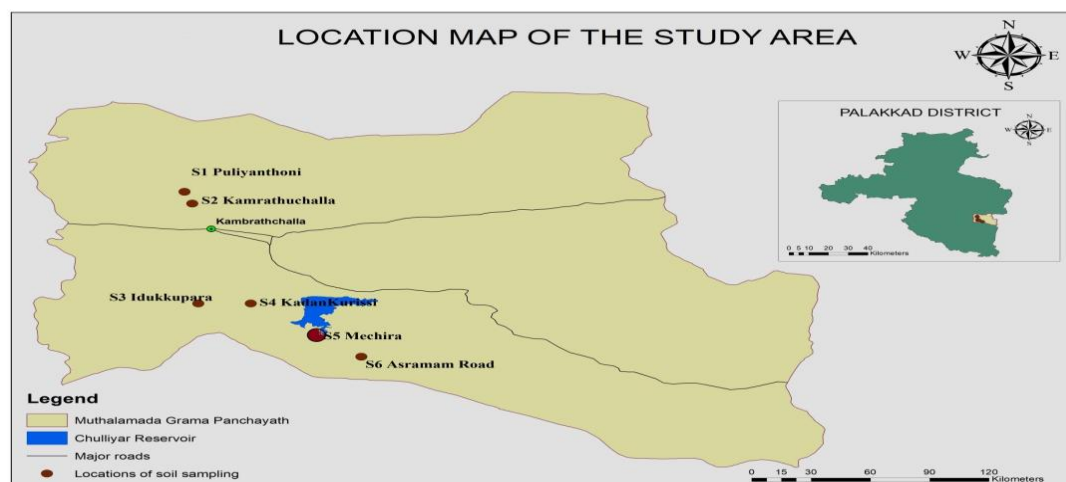 LOCATION MAP OF THE STUDY AREA
N
W E
S
PALAKKAD DISTRICT
N
W E
S
0 5 10 20 30 40
Kilometers
S1 Puliyanthoni
S2 Kamrathuchalla
Kambrathchalla
S3 Idukkupara
S4 KadanKurissi
S5 Mechira
S6 Asramam Road
Legend
Muthalamada Grama Panchayath
Chulliyar Reservoir
Major roads
Locations of soil sampling
0 15 30 60 90 120
Kilometers